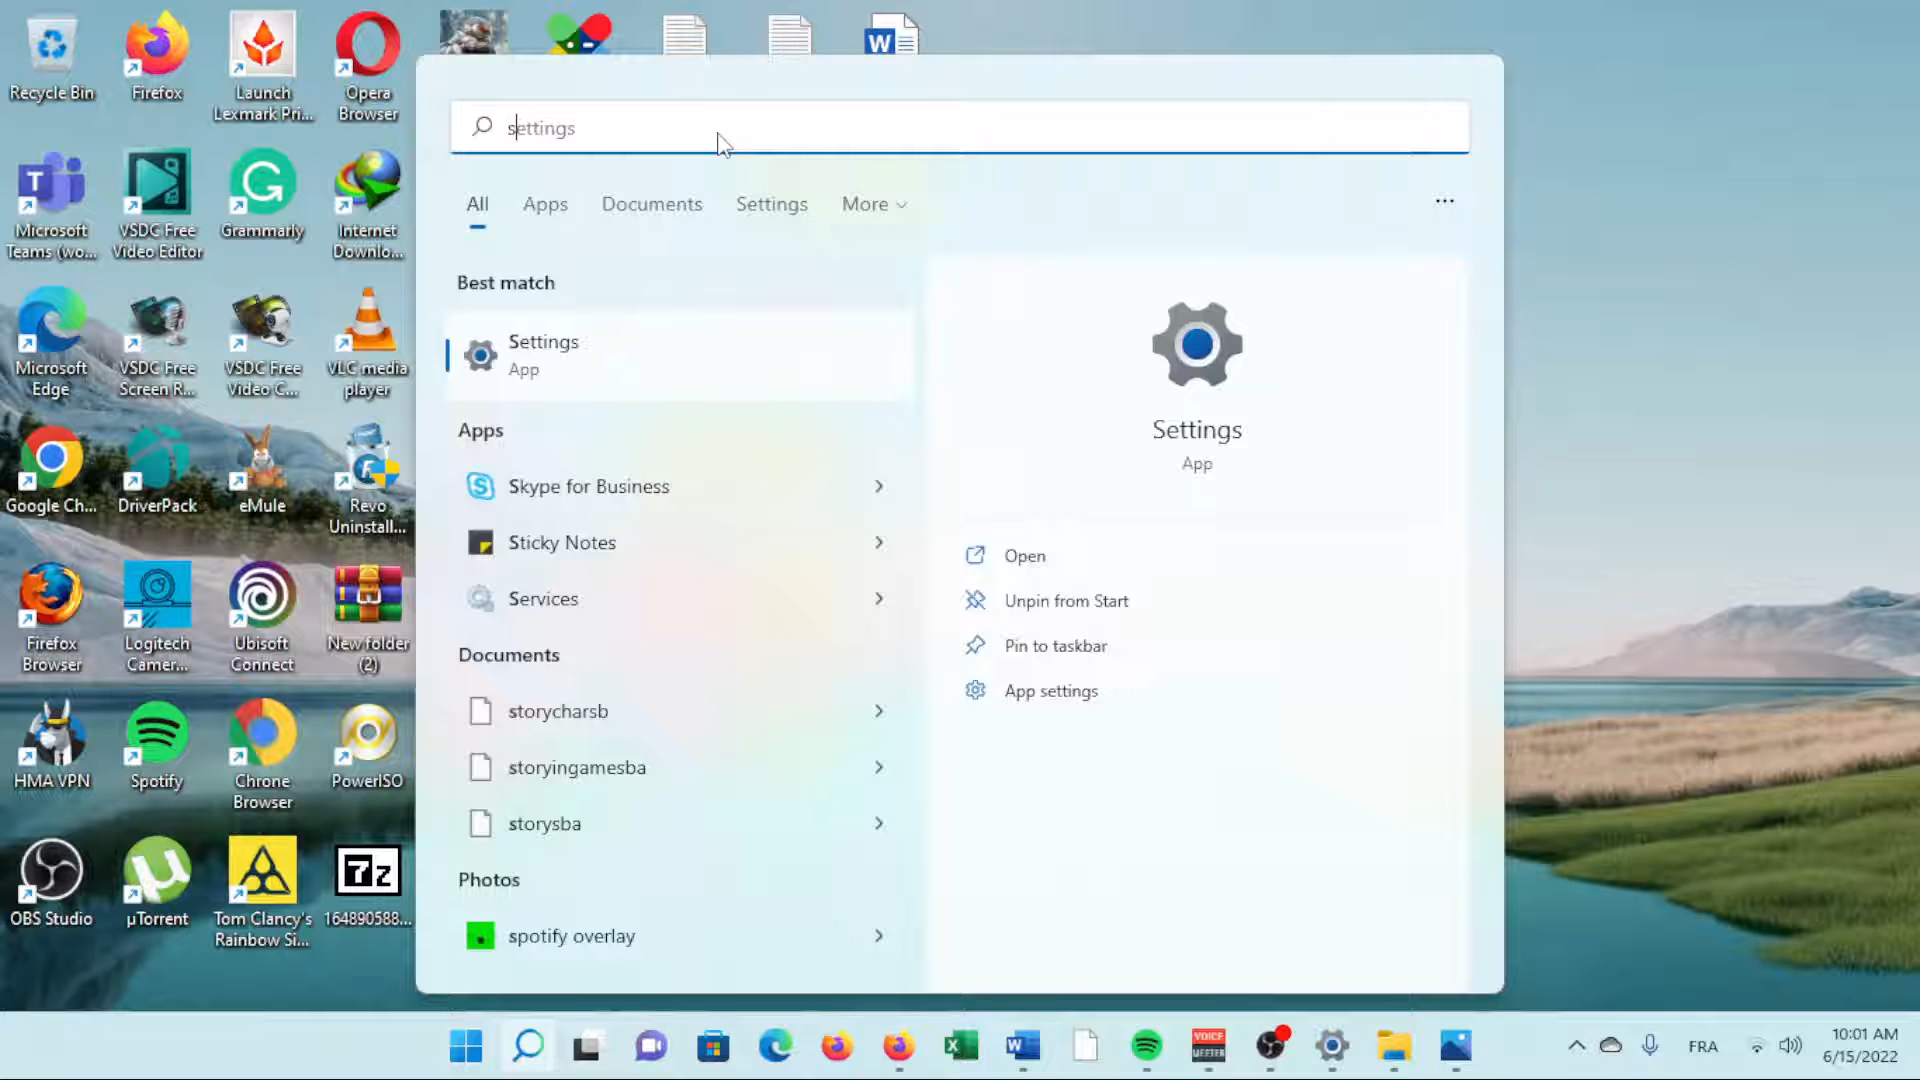 Recycle Bin
Firefox
Launch
Lexmark Pri...
Opera
Browser
W
settings
All
Apps
Documents
Settings
More
...
T
Microsoft
Teams (wo...
VSDC Free
Video Editor
Grammarly
Internet
Downlo...
Best match
Settings
App
Settings
App
Microsoft
Edge
VSDC Free
Screen R...
VSDC Free
Video C...
VLC media
player
Apps
Skype for Business
Sticky Notes
Services
Open
Unpin from Start
Pin to taskbar
App settings
Google Ch...
DriverPack
eMule
Revo
Uninstall...
Documents
storycharsb
storyingamesba
storysba
Firefox
Browser
Logitech
Camer...
Ubisoft
Connect
New folder
(2)
HMA VPN
Spotify
Chrome
Browser
PowerISO
Photos
spotify overlay
7z
OBS Studio
µTorrent
Tom Clancy's
Rainbow Si...
164890588...
W
VOICE
MEETER
FRA
10:01 AM
6/15/2022